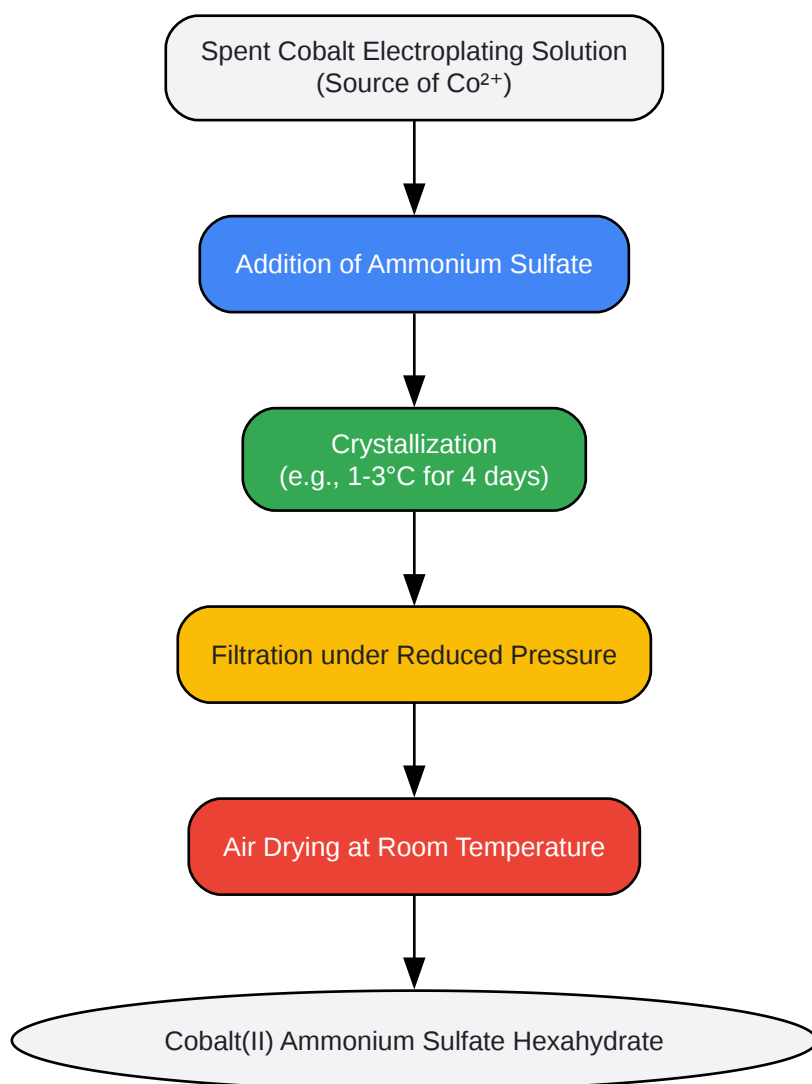 Spent Cobalt Electroplating Solution
(Source of Co²⁺)
Addition of Ammonium Sulfate
Crystallization
(e.g., 1-3°C for 4 days)
Filtration under Reduced Pressure
Air Drying at Room Temperature
Cobalt(II) Ammonium Sulfate Hexahydrate